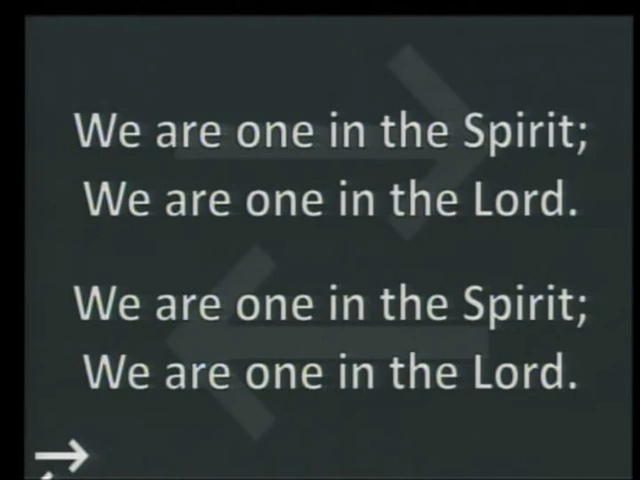 We are one in the Spirit;
We are one in the Lord.
We are one in the Spirit;
We are one in the Lord.